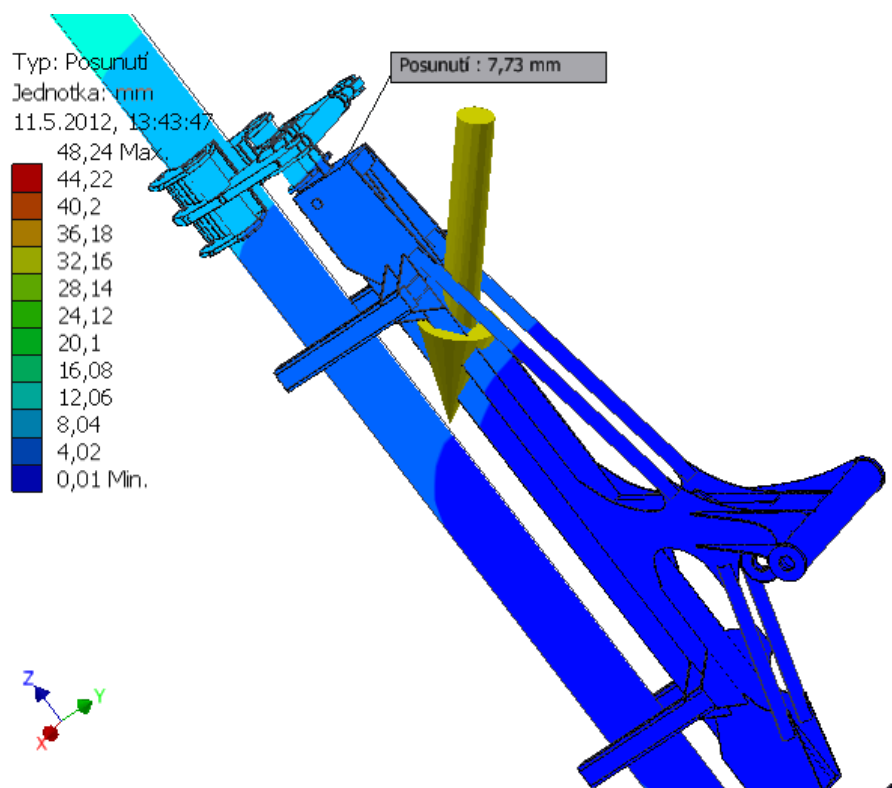 Typ: Posunutí
Jednotka: mm
11.5.2012, 13:43:47
48,24 Max.
44,22
40,2
36,18
32,16
28,14
24,12
20,1
16,08
12,06
8,04
4,02
0,01 Min.
Posunutí : 7,73 mm
Z
Y
X